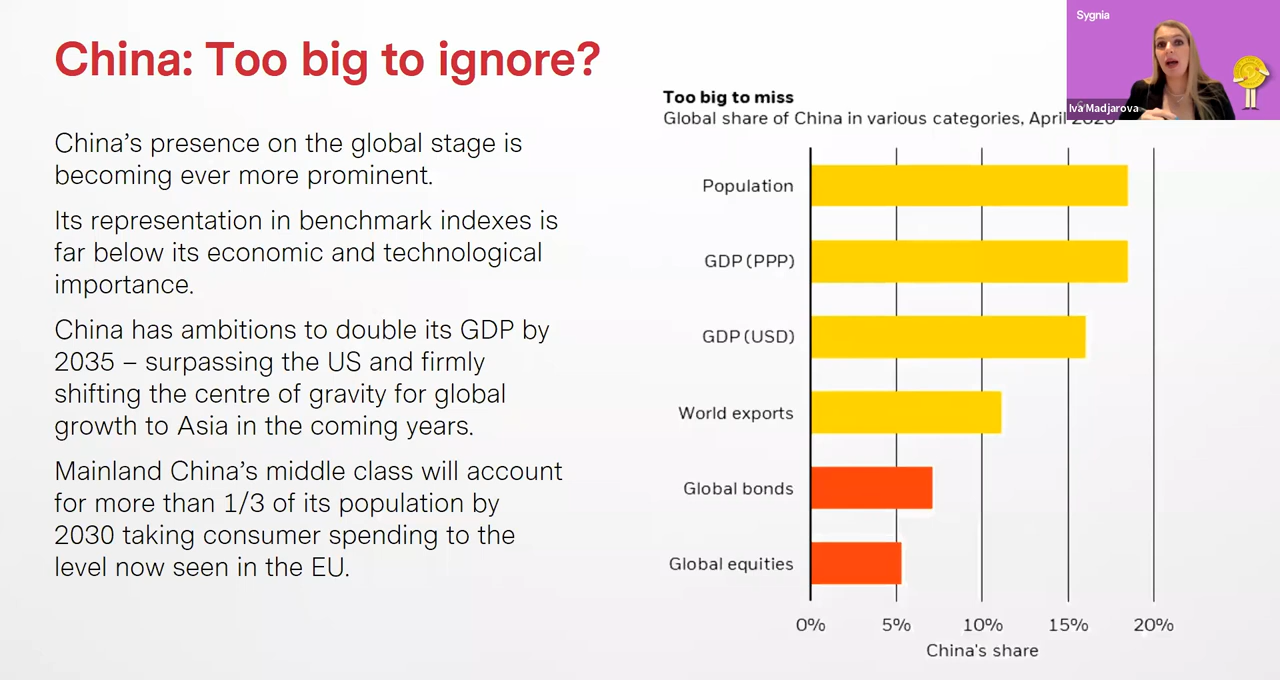 China: Too big to ignore?
China's presence on the global stage is
becoming ever more prominent.
Its representation in benchmark indexes is
far below its economic and technological
importance.
China has ambitions to double its GDP by
2035 – surpassing the US and firmly
shifting the centre of gravity for global
growth to Asia in the coming years.
Mainland China's middle class will account
for more than 1/3 of its population by
2030 taking consumer spending to the
level now seen in the EU.
Too big to miss
Global share of China in various categories, April
Population
GDP (PPP)
GDP (USD)
World exports
Global bonds
Global equities
0% 5% 10% 15% 20%
China's share
Sygnia
Iva Madjarova